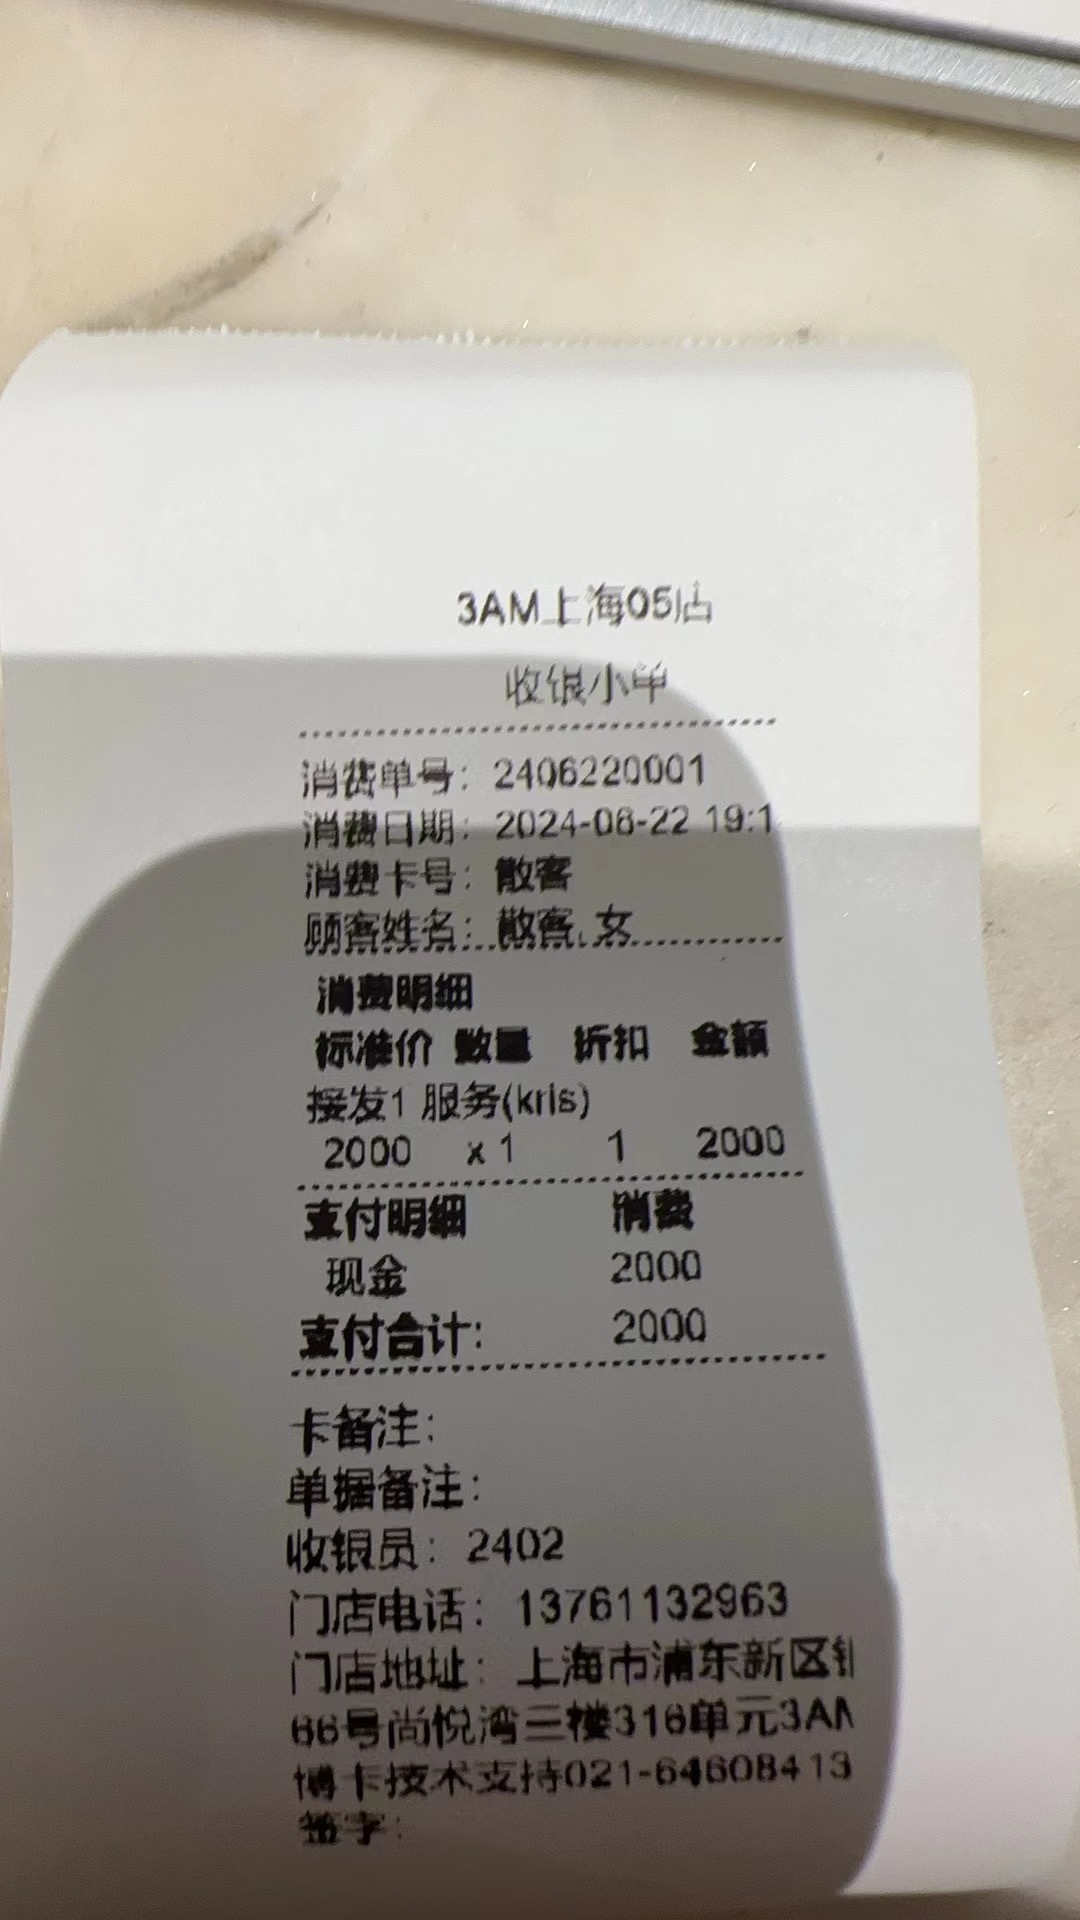 3AM上海05店
收银小单
消费单号：2406220001
消费日期：2024-06-22 19:1
消费卡号：散客
顾客姓名：散客, 女
消费明细
标准价 数量 折扣 金额
接发1 服务(kris)
2000 x 1 1 2000
支付明细 消费
现金 2000
支付合计: 2000
卡备注:
单据备注:
收银员：2402
门店电话：13761132963
门店地址：上海市浦东新区
66号尚悦湾三楼316单元3AM
博卡技术支持021-64608413
签字: